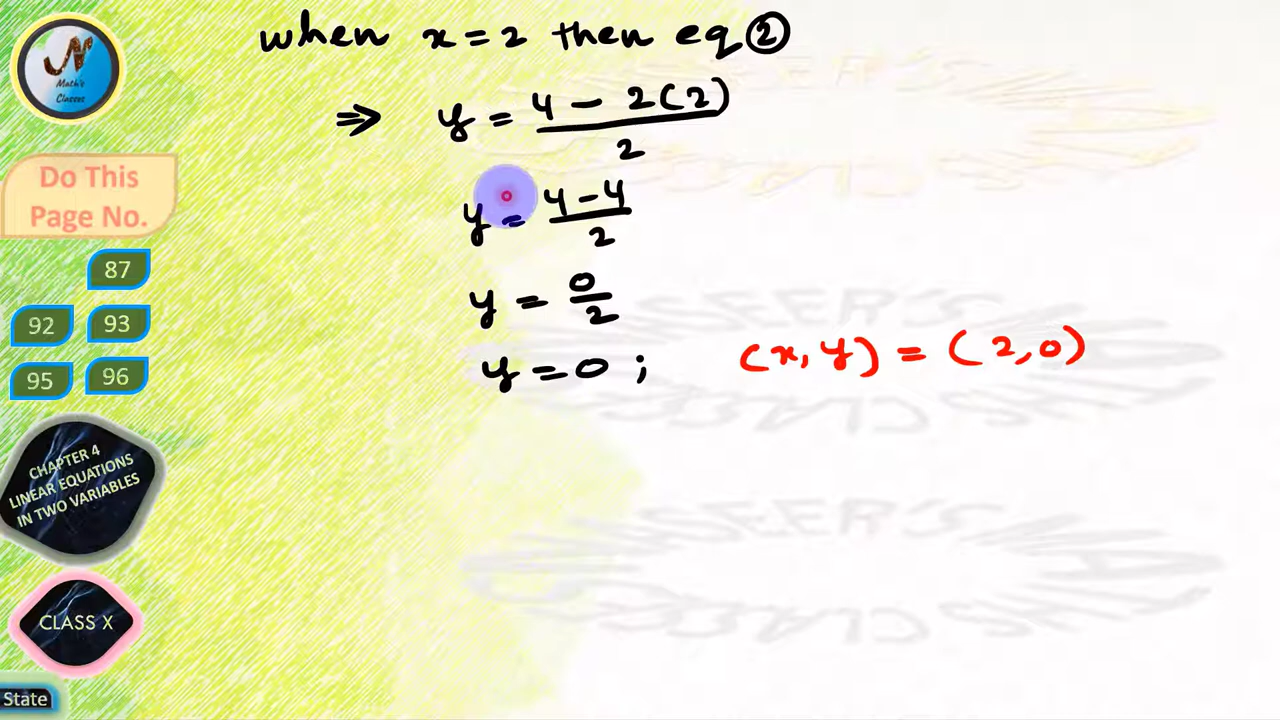 when x = 2 then eq ②
⇒ y = 4 - 2(2) / 2
y = 4 - 4 / 2
y = 0 / 2
y = 0 ; (x, y) = (2, 0)
N
Math's
Classes
Do This
Page No.
87
92 93
95 96
CHAPTER 4
LINEAR EQUATIONS
IN TWO VARIABLES
CLASS X
State